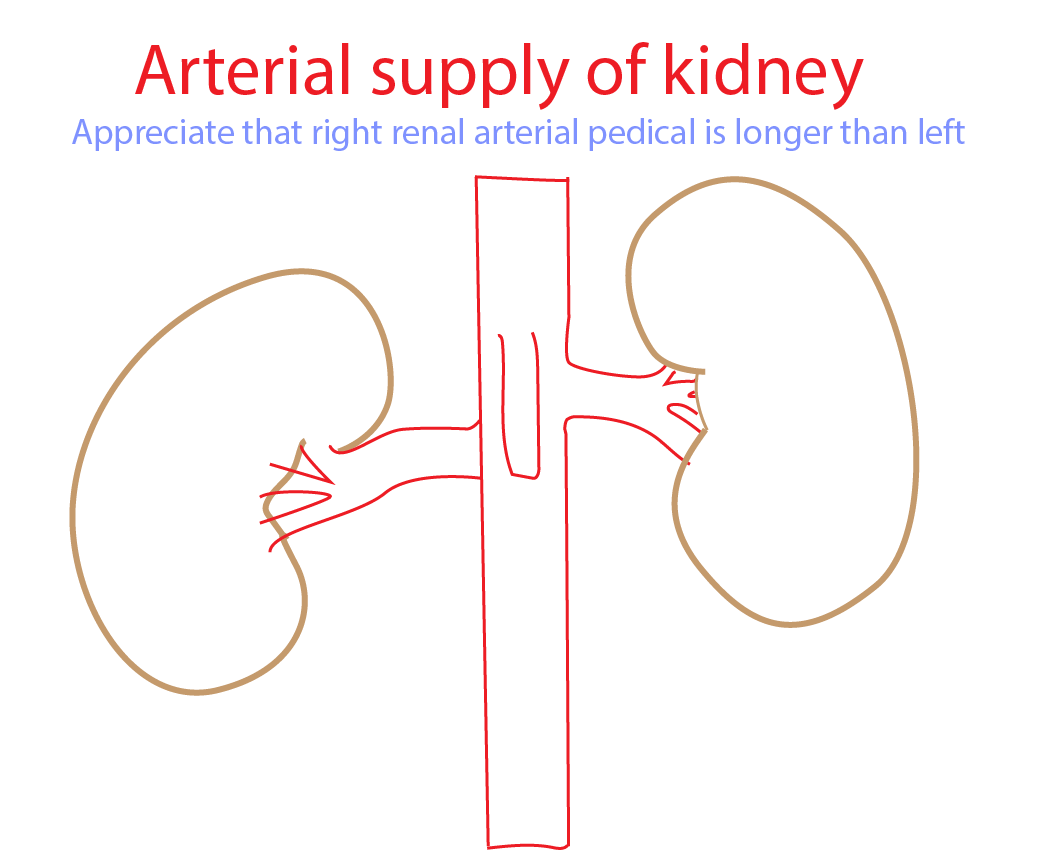 Arterial supply of kidney
Appreciate that right renal arterial pedical is longer than left